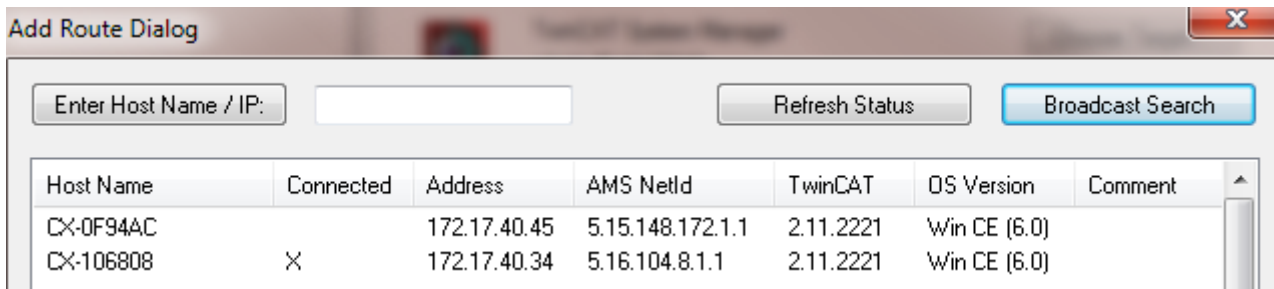 Add Route Dialog
TwinCAT System Manager
Enter Host Name / IP: Refresh Status Broadcast Search
Host Name Connected Address AMS NetId TwinCAT OS Version Comment
CX-0F94AC 172.17.40.45 5.15.148.172.1.1 2.11.2221 Win CE (6.0)
CX-106808 X 172.17.40.34 5.16.104.8.1.1 2.11.2221 Win CE (6.0)